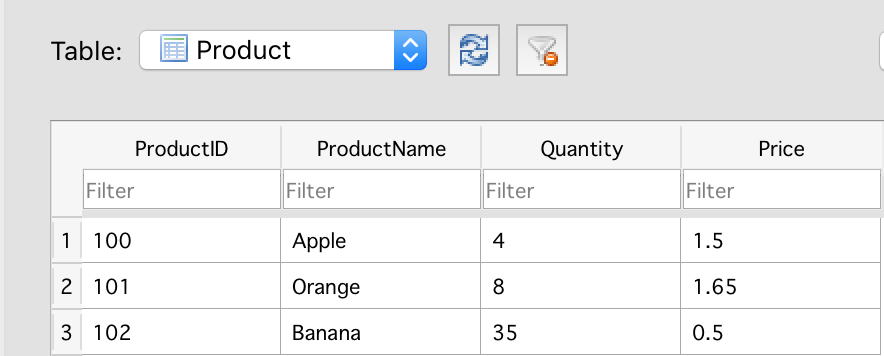 Table: Product
ProductID ProductName Quantity Price
Filter Filter Filter Filter
1 100 Apple 4 1.5
2 101 Orange 8 1.65
3 102 Banana 35 0.5